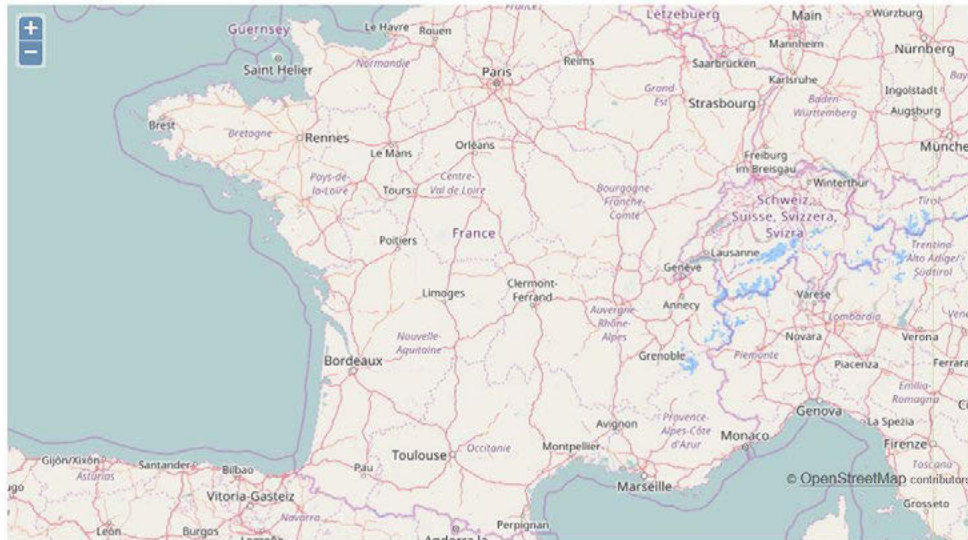 +
−
Guernsey
Saint Helier
Le Havre
Rouen
Normandie
Paris
Reims
France
Lëtzebuerg
Saarbrücken
Main
Mannheim
Karlsruhe
Würzburg
Nürnberg
Ingolstadt
Augsburg
Baden-
Württemberg
Grand-
Est
Strasbourg
Freiburg
im Breisgau
Winterthur
Brest
Bretagne
Rennes
Le Mans
Orléans
Pays-de-
la-Loire
Tours
Centre-
Val de Loire
Bourgogne-
Franche-
Comté
Schweiz,
Suisse, Svizzera,
Svizra
Tirol
France
Poitiers
Lausanne
Genève
Trentino-
Alto Adige/
Südtirol
Limoges
Clermont-
Ferrand
Annecy
Varese
Lombardia
Nouvelle-
Aquitaine
Auvergne-
Rhône-
Alpes
Novara
Verona
Bordeaux
Grenoble
Piemonte
Piacenza
Emilia-
Romagna
Genova
La Spezia
Provence-
Alpes-Côte
d'Azur
Avignon
Monaco
Firenze
Toulouse
Occitanie
Montpellier
Marseille
Toscana
Grosseto
Gijón/Xixón
Asturias
Santander
Bilbao
Pau
Vitoria-Gasteiz
Navarra
León
Burgos
Perpignan
© OpenStreetMap contributors